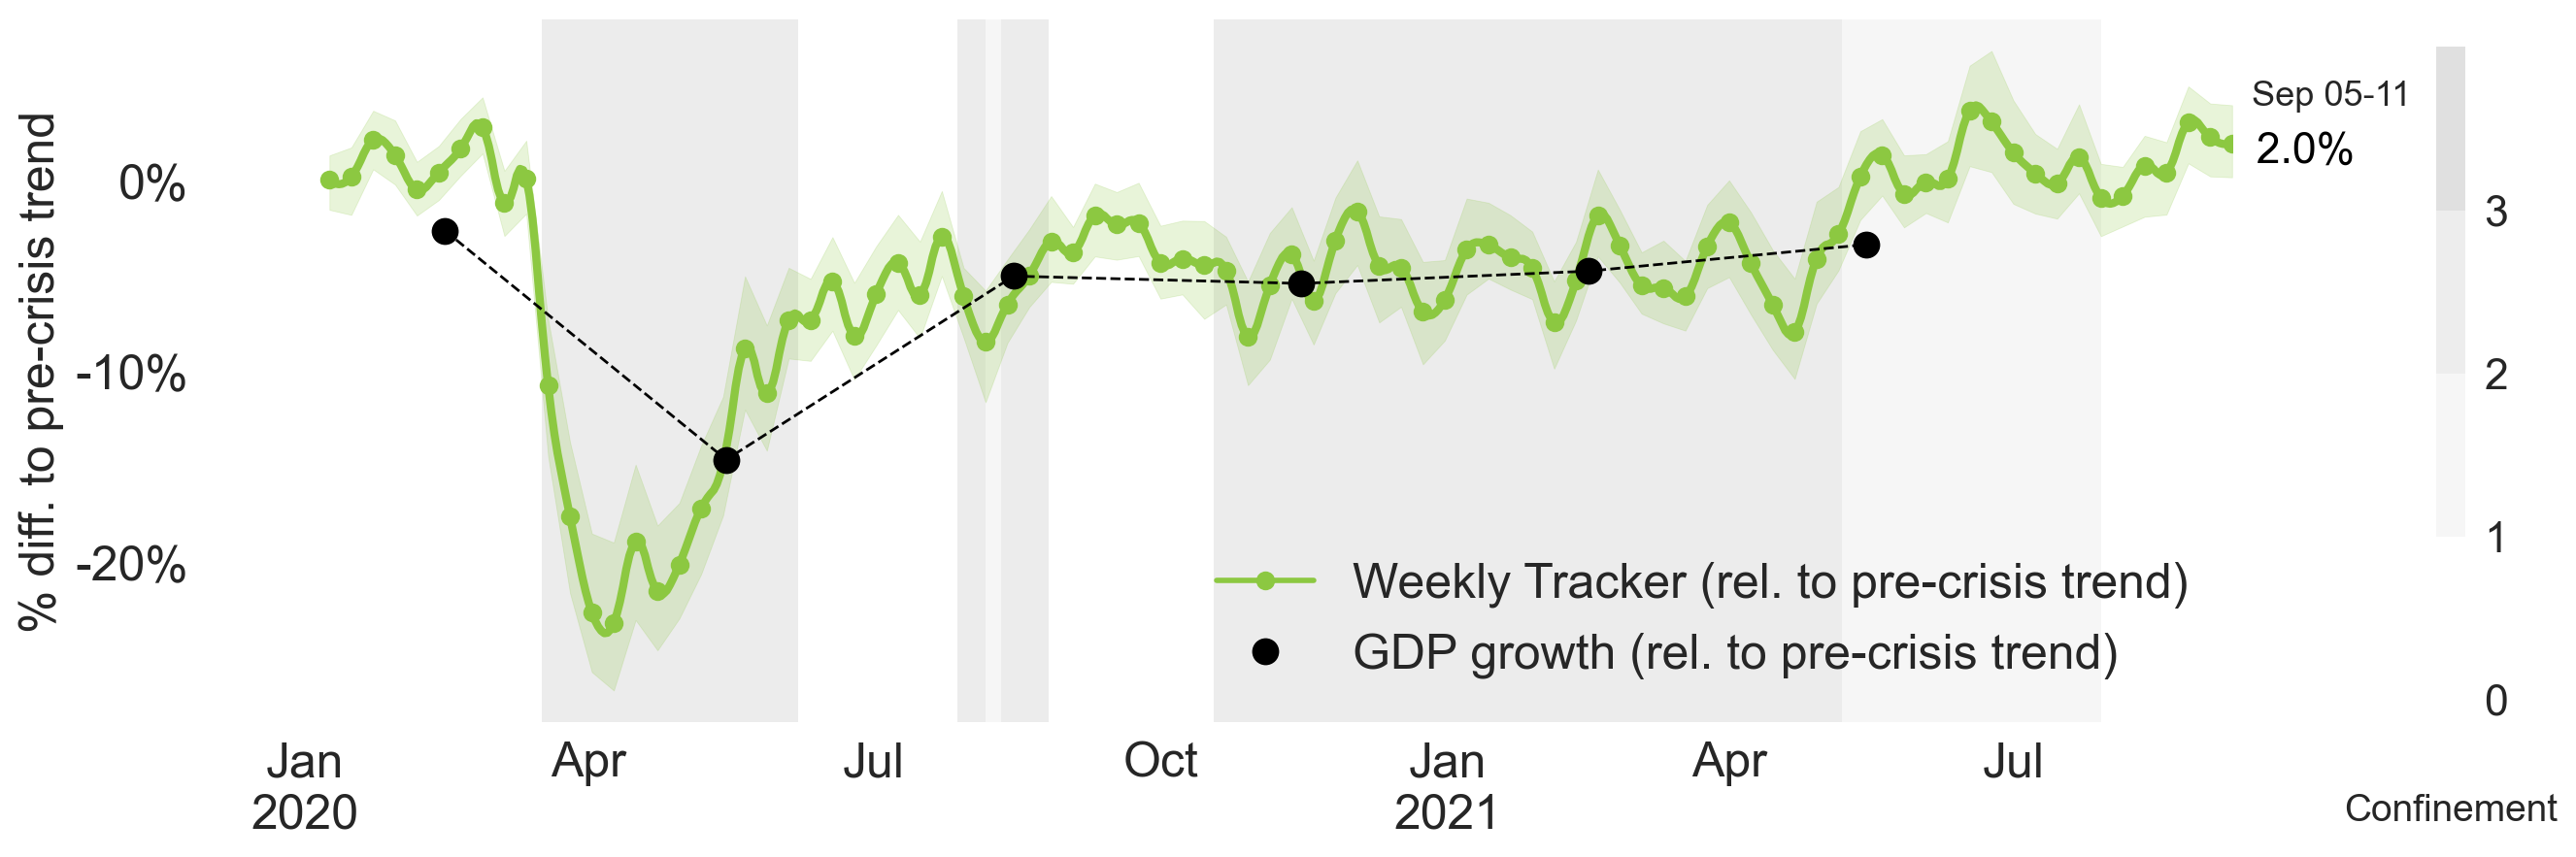 % diff. to pre-crisis trend
0%
-10%
-20%
Sep 05-11
2.0%
3
2
1
0
Weekly Tracker (rel. to pre-crisis trend)
GDP growth (rel. to pre-crisis trend)
Jan
2020
Apr
Jul
Oct
Jan
2021
Apr
Jul
Confinement